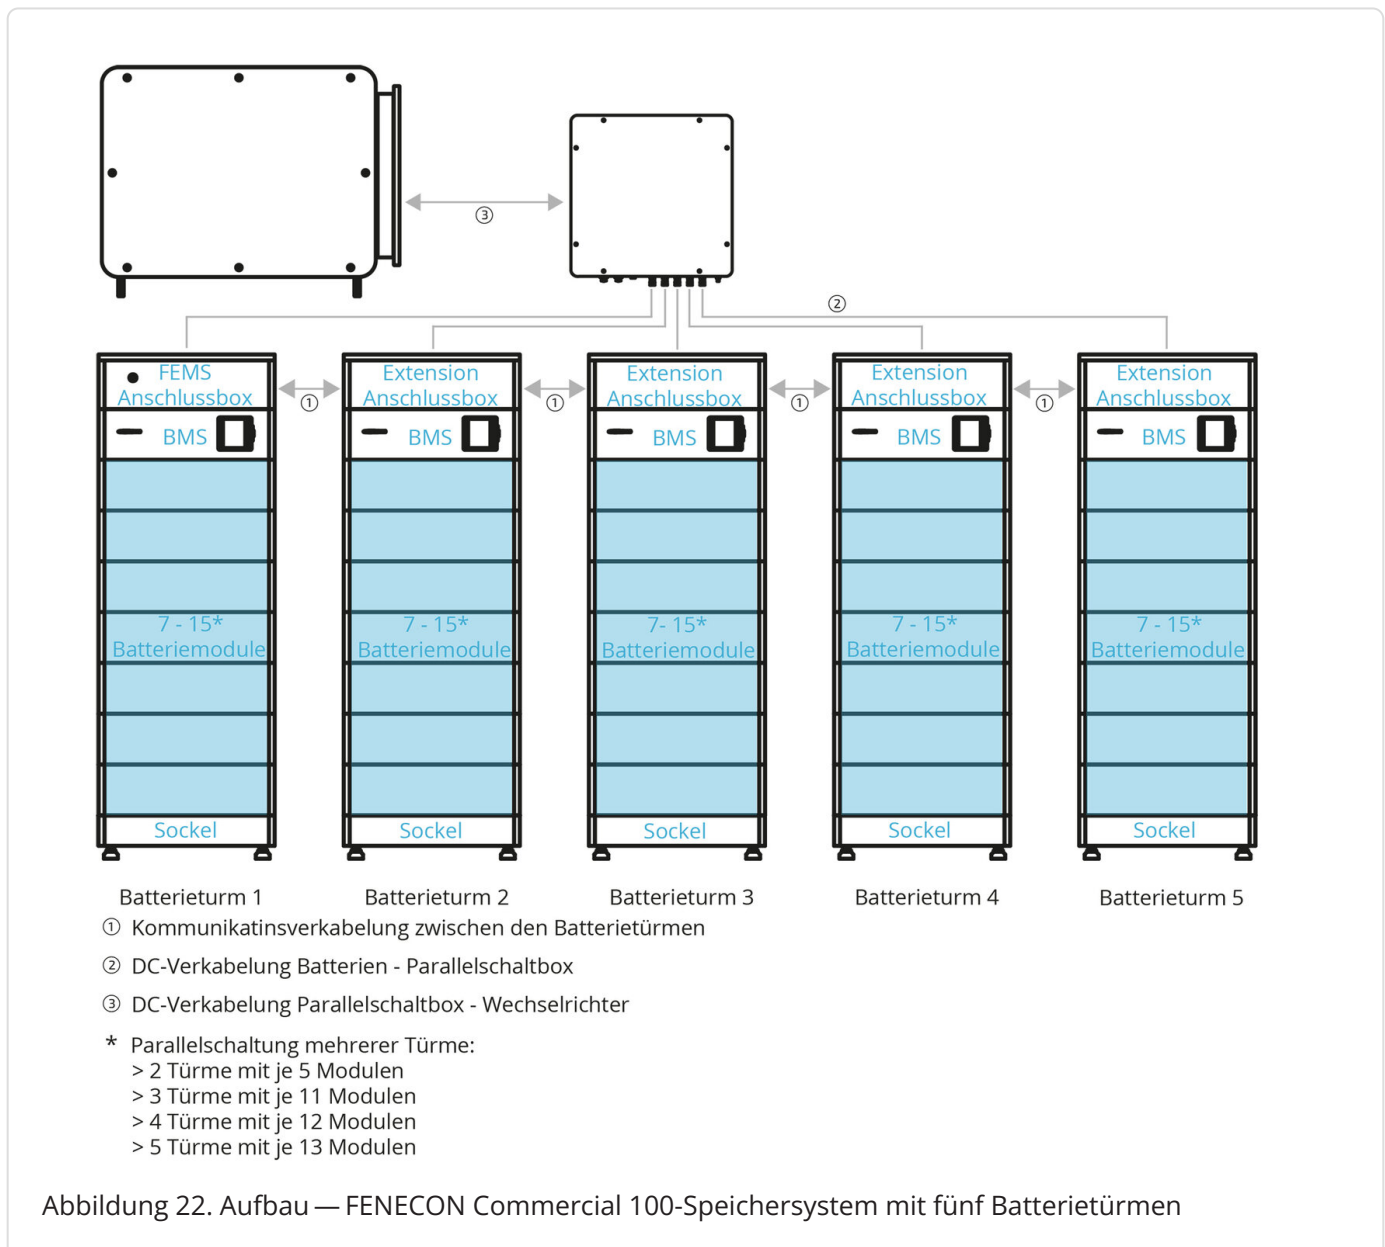 ③
②
FEMS
Anschlussbox
①
Extension
Anschlussbox
①
Extension
Anschlussbox
①
Extension
Anschlussbox
①
Extension
Anschlussbox
BMS
BMS
BMS
BMS
BMS
7 - 15*
Batteriemodule
7 - 15*
Batteriemodule
7- 15*
Batteriemodule
7 - 15*
Batteriemodule
7 - 15*
Batteriemodule
Sockel
Sockel
Sockel
Sockel
Sockel
Batterieturm 1
Batterieturm 2
Batterieturm 3
Batterieturm 4
Batterieturm 5
① Kommunikatinsverkabelung zwischen den Batterietürmen
② DC-Verkabelung Batterien - Parallelschaltbox
③ DC-Verkabelung Parallelschaltbox - Wechselrichter
* Parallelschaltung mehrerer Türme:
> 2 Türme mit je 5 Modulen
> 3 Türme mit je 11 Modulen
> 4 Türme mit je 12 Modulen
> 5 Türme mit je 13 Modulen
Abbildung 22. Aufbau — FENECON Commercial 100-Speichersystem mit fünf Batterietürmen